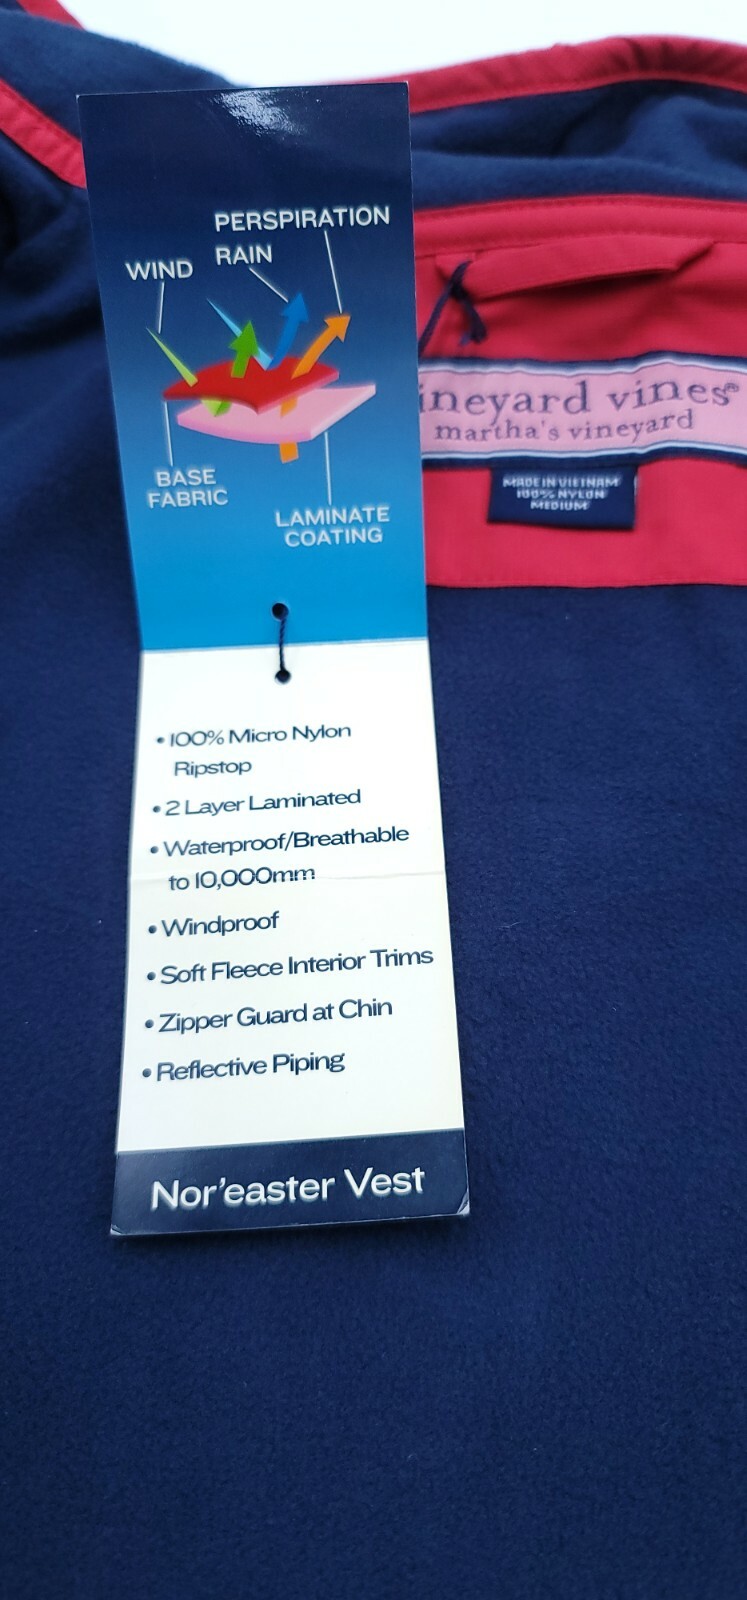 PERSPIRATION
RAIN
WIND
BASE
FABRIC
LAMINATE
COATING
• 100% Micro Nylon
Ripstop
• 2 Layer Laminated
• Waterproof/Breathable
to 10,000mm
• Windproof
• Soft Fleece Interior Trims
• Zipper Guard at Chin
• Reflective Piping
Nor'easter Vest
ineyard vines®
martha's vineyard
MADE IN VIETNAM
100% NYLON
MEDIUM